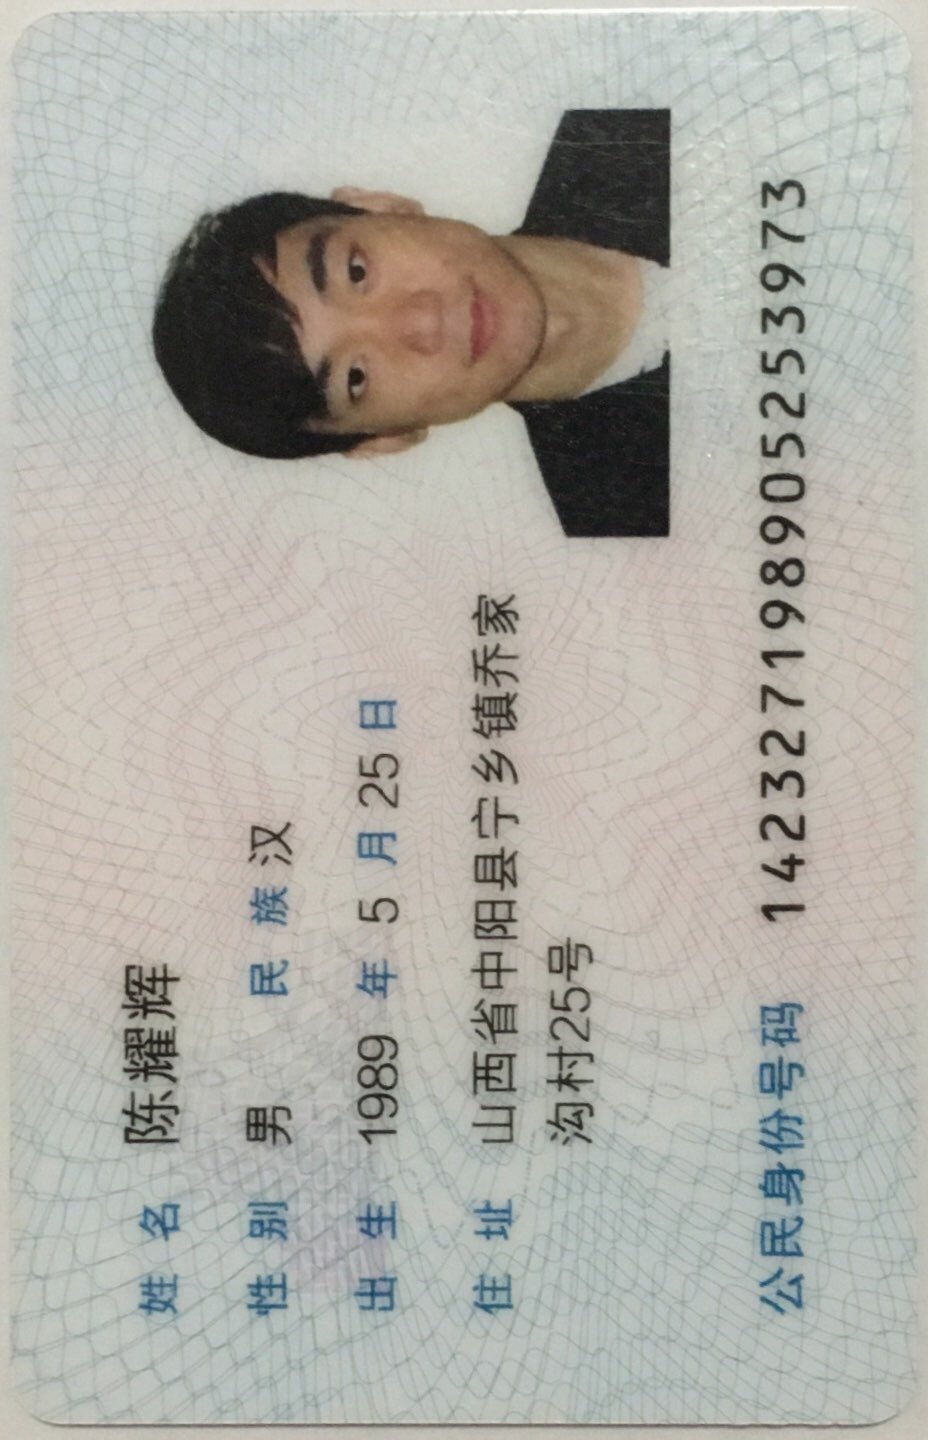 姓名 陈耀辉
性别 男 民族 汉
出生 1989 年 5 月 25 日
住址 山西省中阳县宁乡镇乔家
沟村25号
公民身份号码 142327198905253973